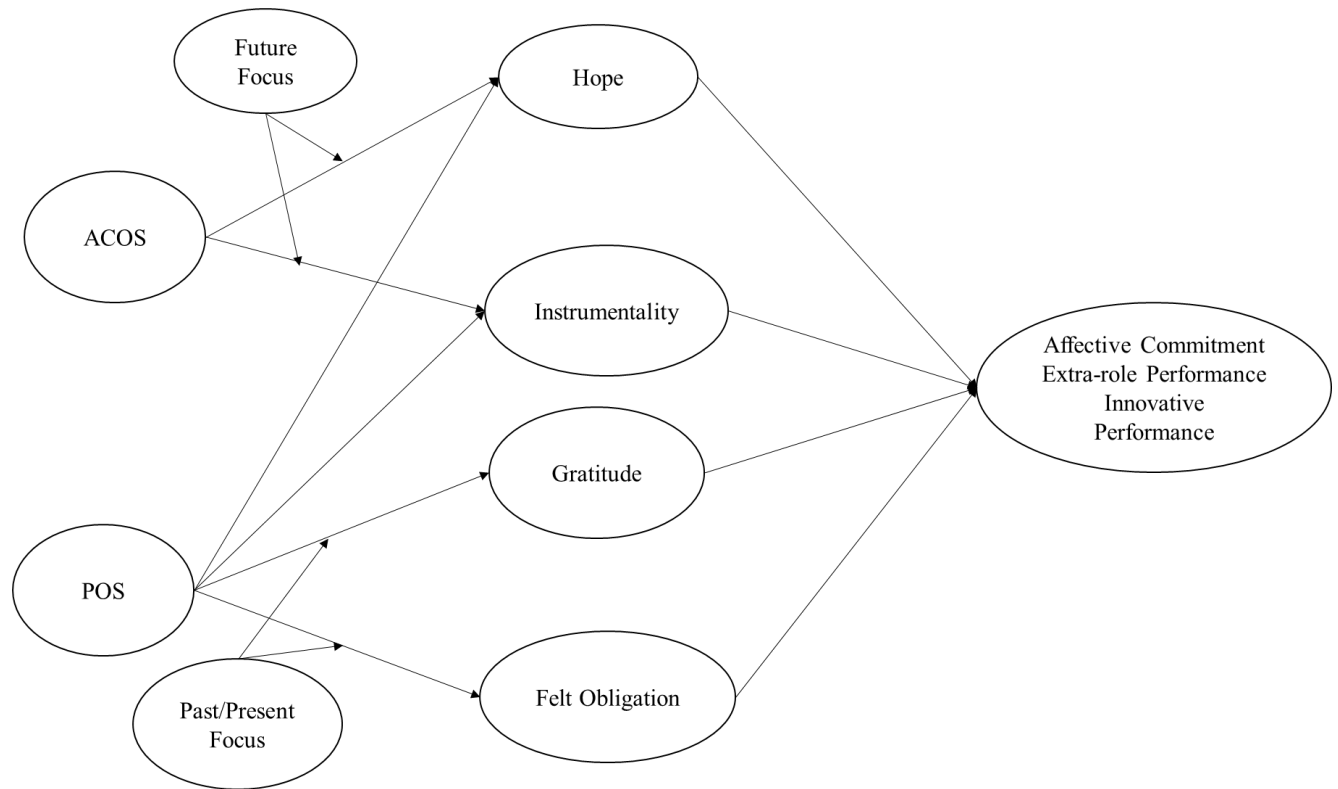 Future
Focus
Hope
ACOS
Instrumentality
Affective Commitment
Extra-role Performance
Innovative
Performance
Gratitude
POS
Felt Obligation
Past/Present
Focus